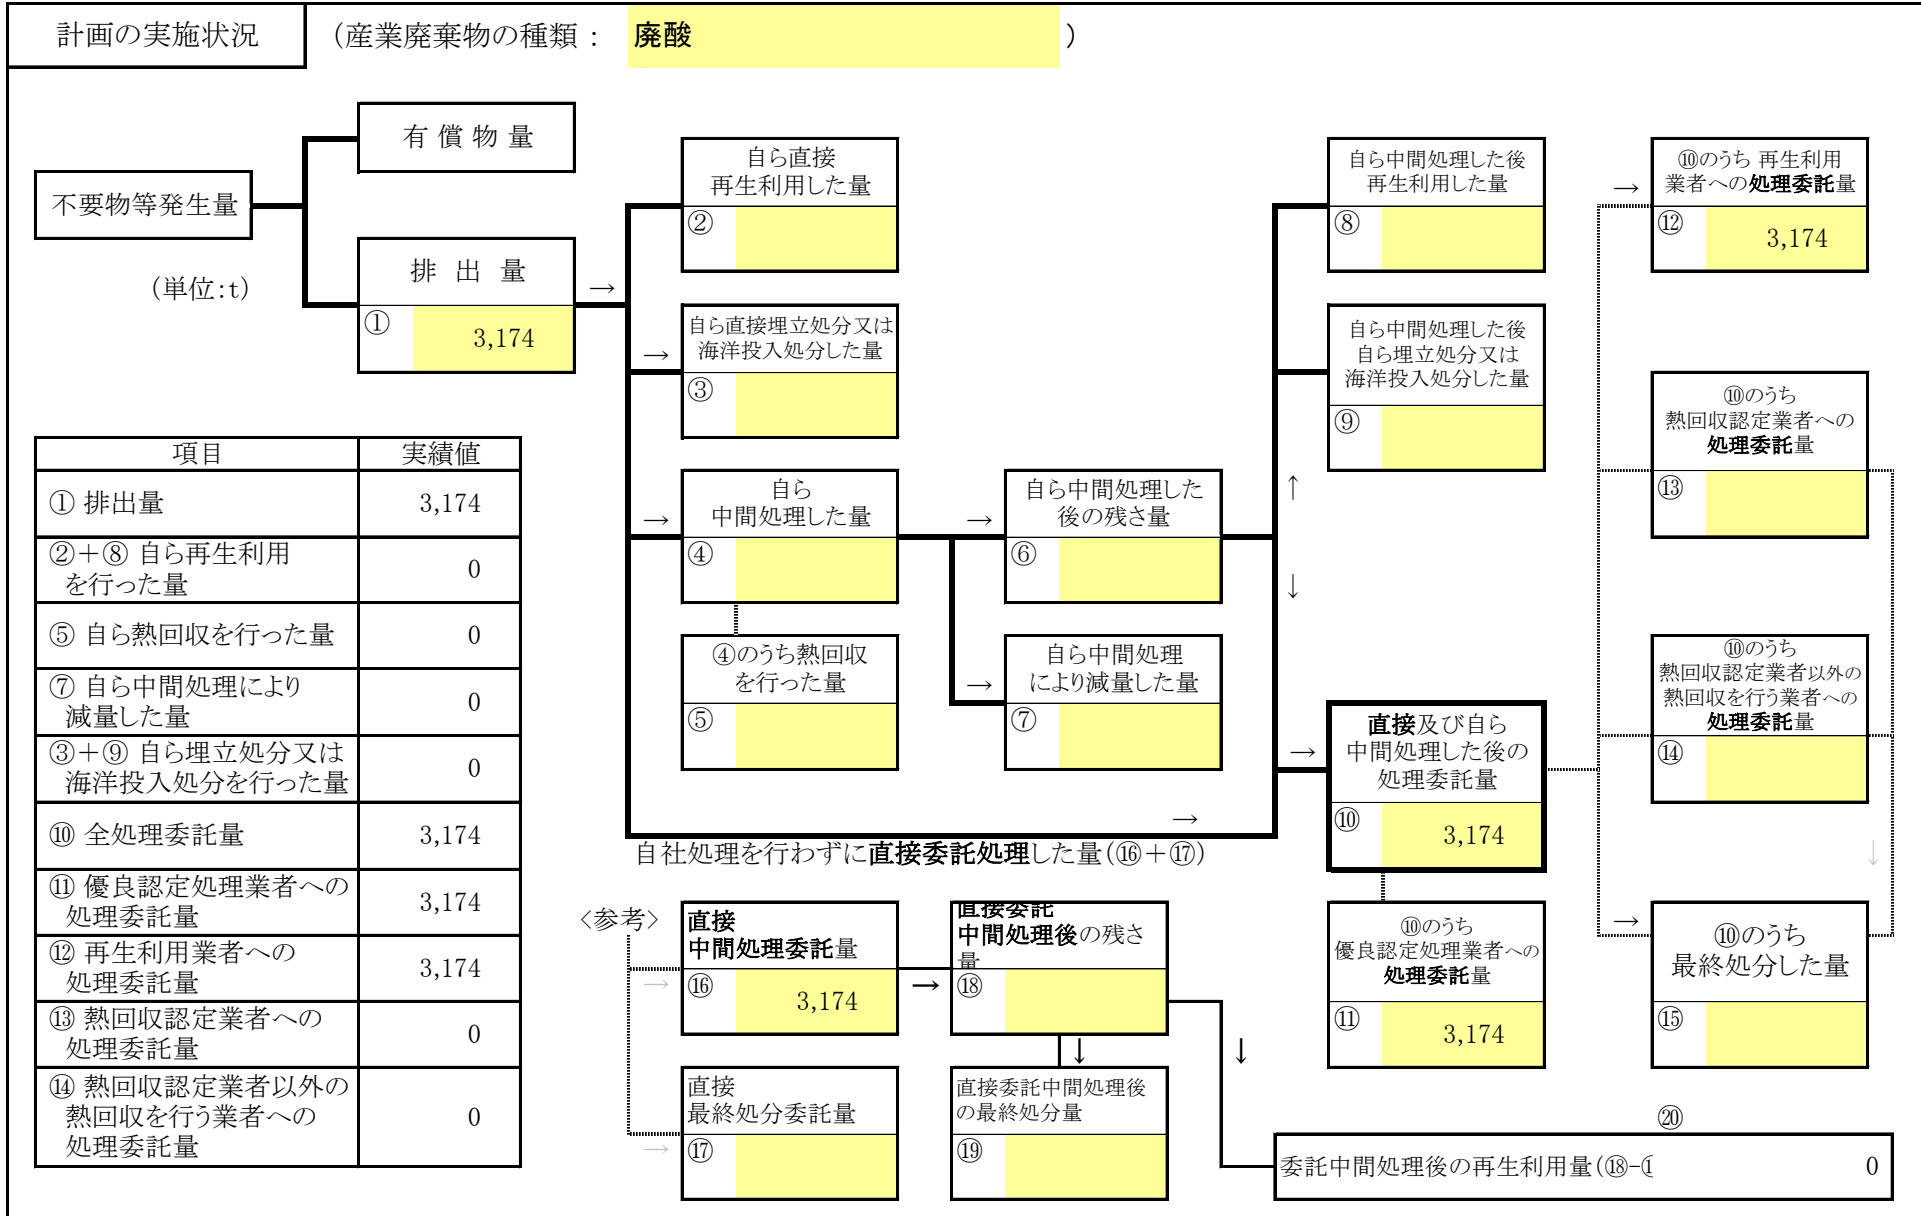 計画の実施状況
（産業廃棄物の種類： 廃酸 ）
有 償 物 量
不要物等発生量
（単位:t）
排 出 量
→
① 3,174
自ら直接
再生利用した量
②
自ら直接埋立処分又は
海洋投入処分した量
→
③
自ら
中間処理した量
→
④
④のうち熱回収
を行った量
⑤
自ら中間処理した
後の残さ量
→
⑥
自ら中間処理
により減量した量
→
⑦
自ら中間処理した後
再生利用した量
⑧
自ら中間処理した後
自ら埋立処分又は
海洋投入処分した量
⑨
↑
↓
直接及び自ら
中間処理した後の
処理委託量
→
⑩ 3,174
→
自社処理を行わずに直接委託処理した量(⑯＋⑰)
⑩のうち
優良認定処理業者への
処理委託量
⑪ 3,174
⑩のうち 再生利用
業者への処理委託量
→
⑫ 3,174
⑩のうち
熱回収認定業者への
処理委託量
⑬
⑩のうち
熱回収認定業者以外の
熱回収を行う業者への
処理委託量
⑭
↓
⑩のうち
最終処分した量
→
⑮
項目 実績値
① 排出量 3,174
②＋⑧ 自ら再生利用
を行った量 0
⑤ 自ら熱回収を行った量 0
⑦ 自ら中間処理により
減量した量 0
③＋⑨ 自ら埋立処分又は
海洋投入処分を行った量 0
⑩ 全処理委託量 3,174
⑪ 優良認定処理業者への
処理委託量 3,174
⑫ 再生利用業者への
処理委託量 3,174
⑬ 熱回収認定業者への
処理委託量 0
⑭ 熱回収認定業者以外の
熱回収を行う業者への
処理委託量 0
〈参考〉
直接
中間処理委託量
→
⑯ 3,174
→
直接委託
中間処理後の残さ
量
⑱
↓
↓
直接
最終処分委託量
→
⑰
直接委託中間処理後
の最終処分量
⑲
⑳
委託中間処理後の再生利用量(⑱-
0